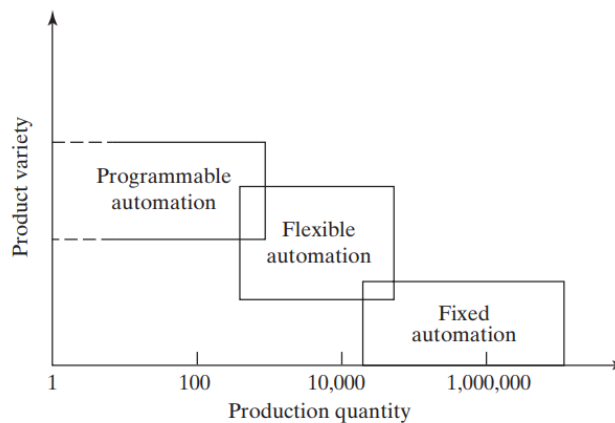 Product variety
Programmable
automation
Flexible
automation
Fixed
automation
1
100
10,000
1,000,000
Production quantity